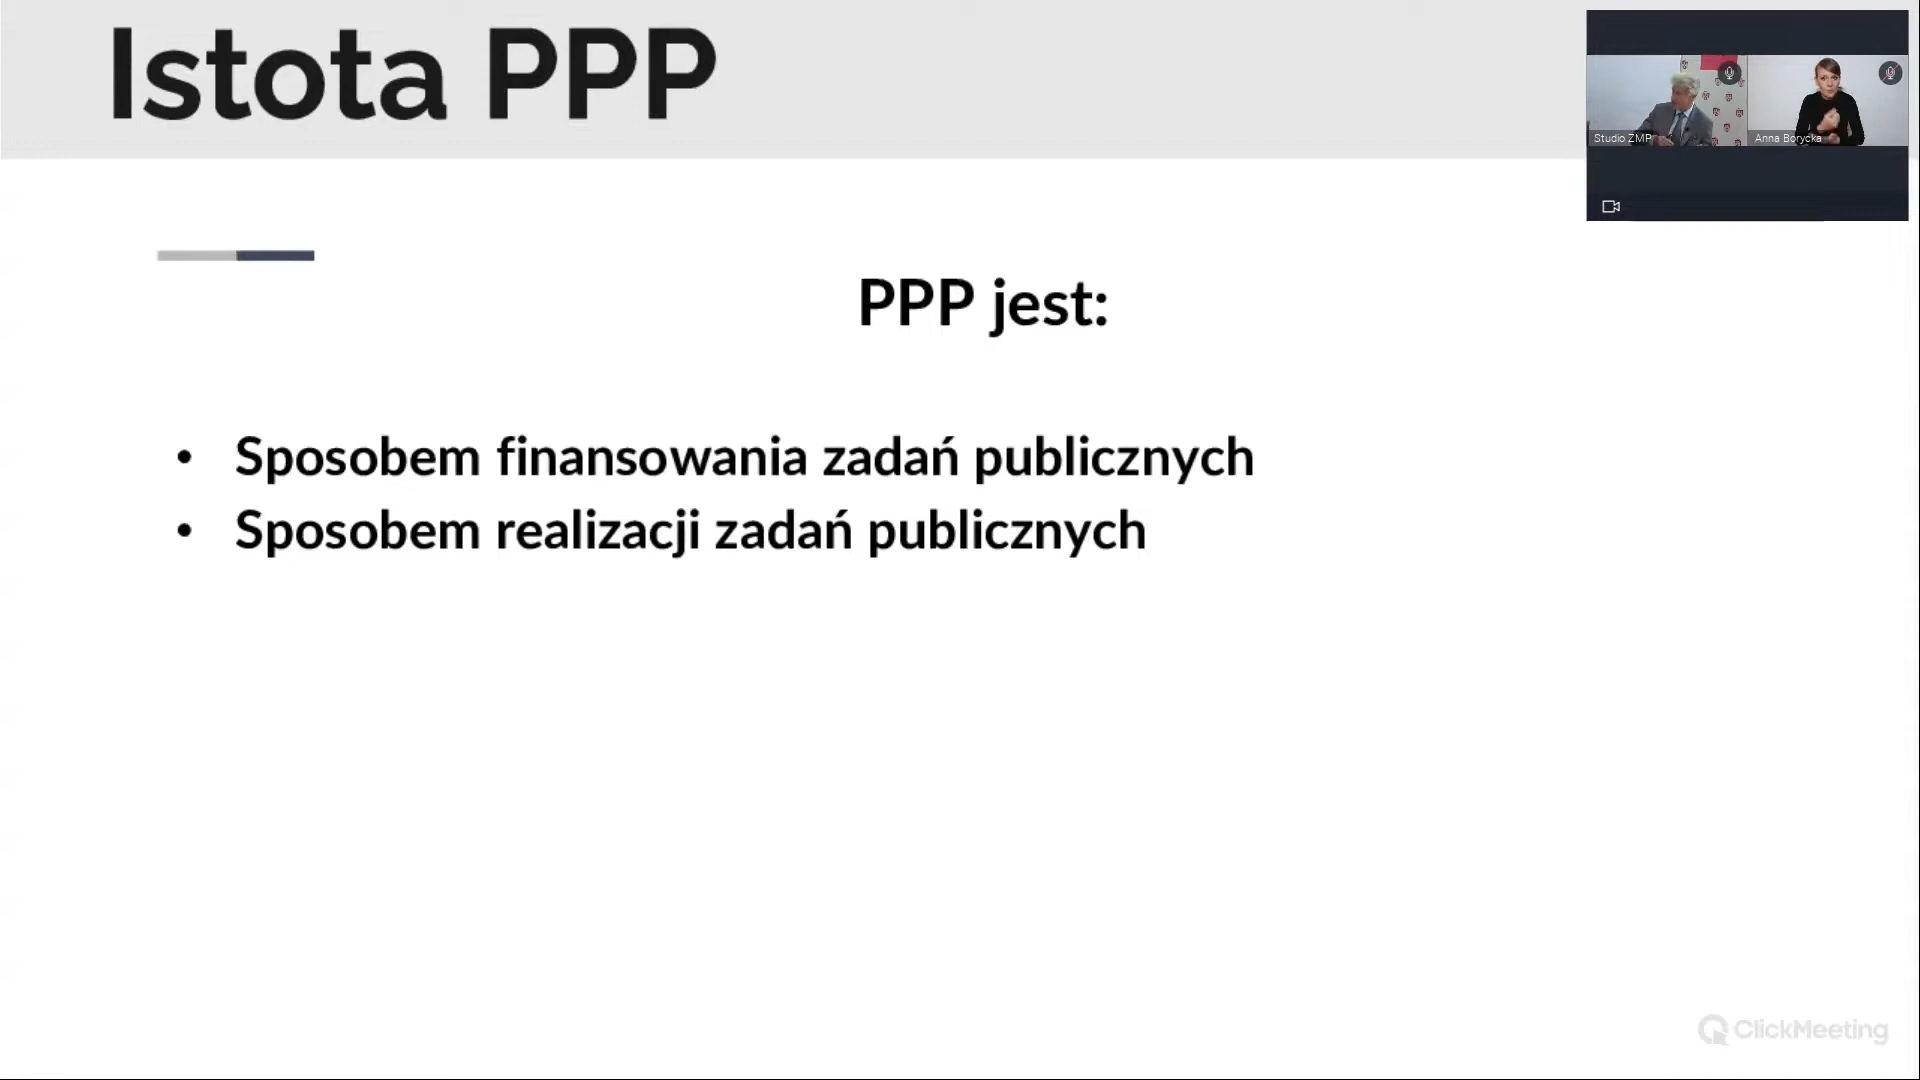 Istota PPP
Studio ZMP
Anna Borycka
PPP jest:
• Sposobem finansowania zadań publicznych
• Sposobem realizacji zadań publicznych
ClickMeeting